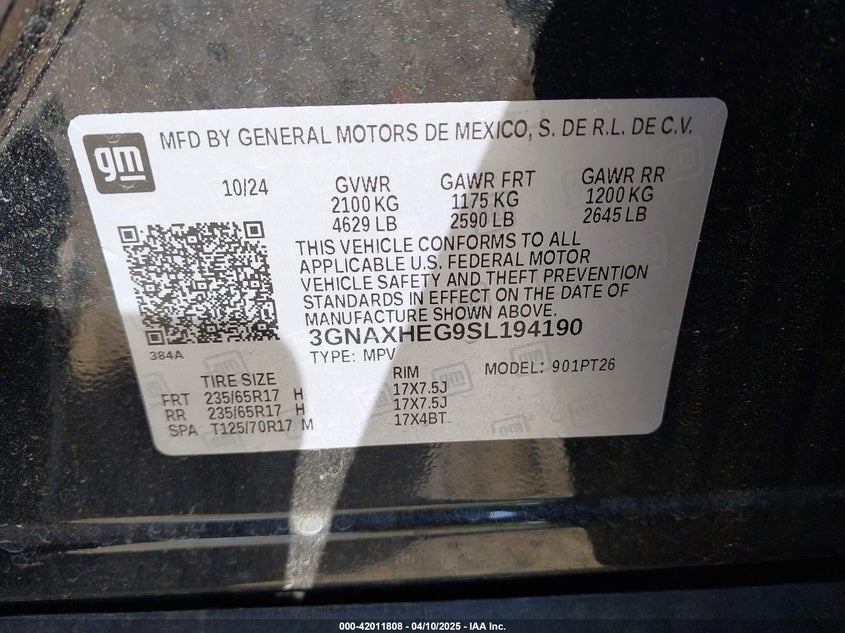 gm
MFD BY GENERAL MOTORS DE MEXICO, S. DE R.L. DE C.V.
10/24 GVWR GAWR FRT GAWR RR
2100 KG 1175 KG 1200 KG
4629 LB 2590 LB 2645 LB
THIS VEHICLE CONFORMS TO ALL
APPLICABLE U.S. FEDERAL MOTOR
VEHICLE SAFETY AND THEFT PREVENTION
STANDARDS IN EFFECT ON THE DATE OF
MANUFACTURE SHOWN ABOVE.
3GNAXHEG9SL194190
384A
TYPE: MPV MODEL: 901PT26
TIRE SIZE RIM
FRT 235/65R17 H 17X7.5J
RR 235/65R17 H 17X7.5J
SPA T125/70R17 M 17X4BT
000-42011808 - 04/10/2025 - IAA Inc.